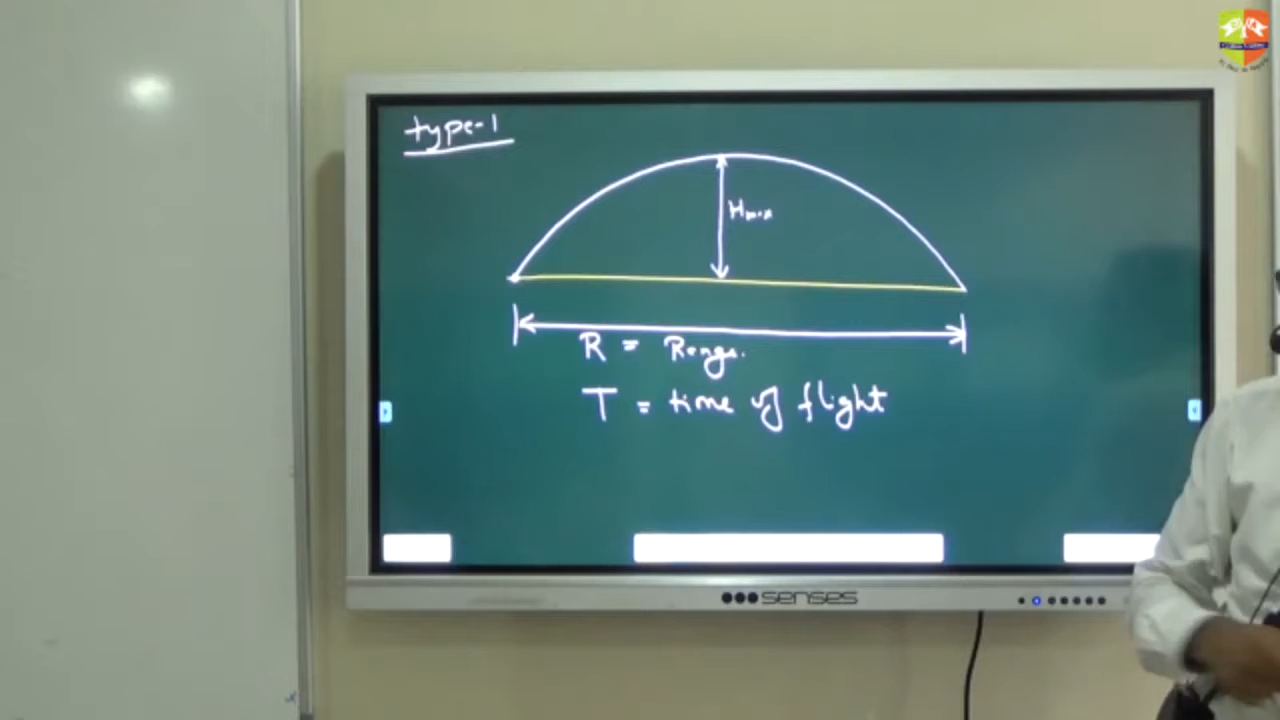 type-1
Hmax
R = Range.
T = time of flight
senses